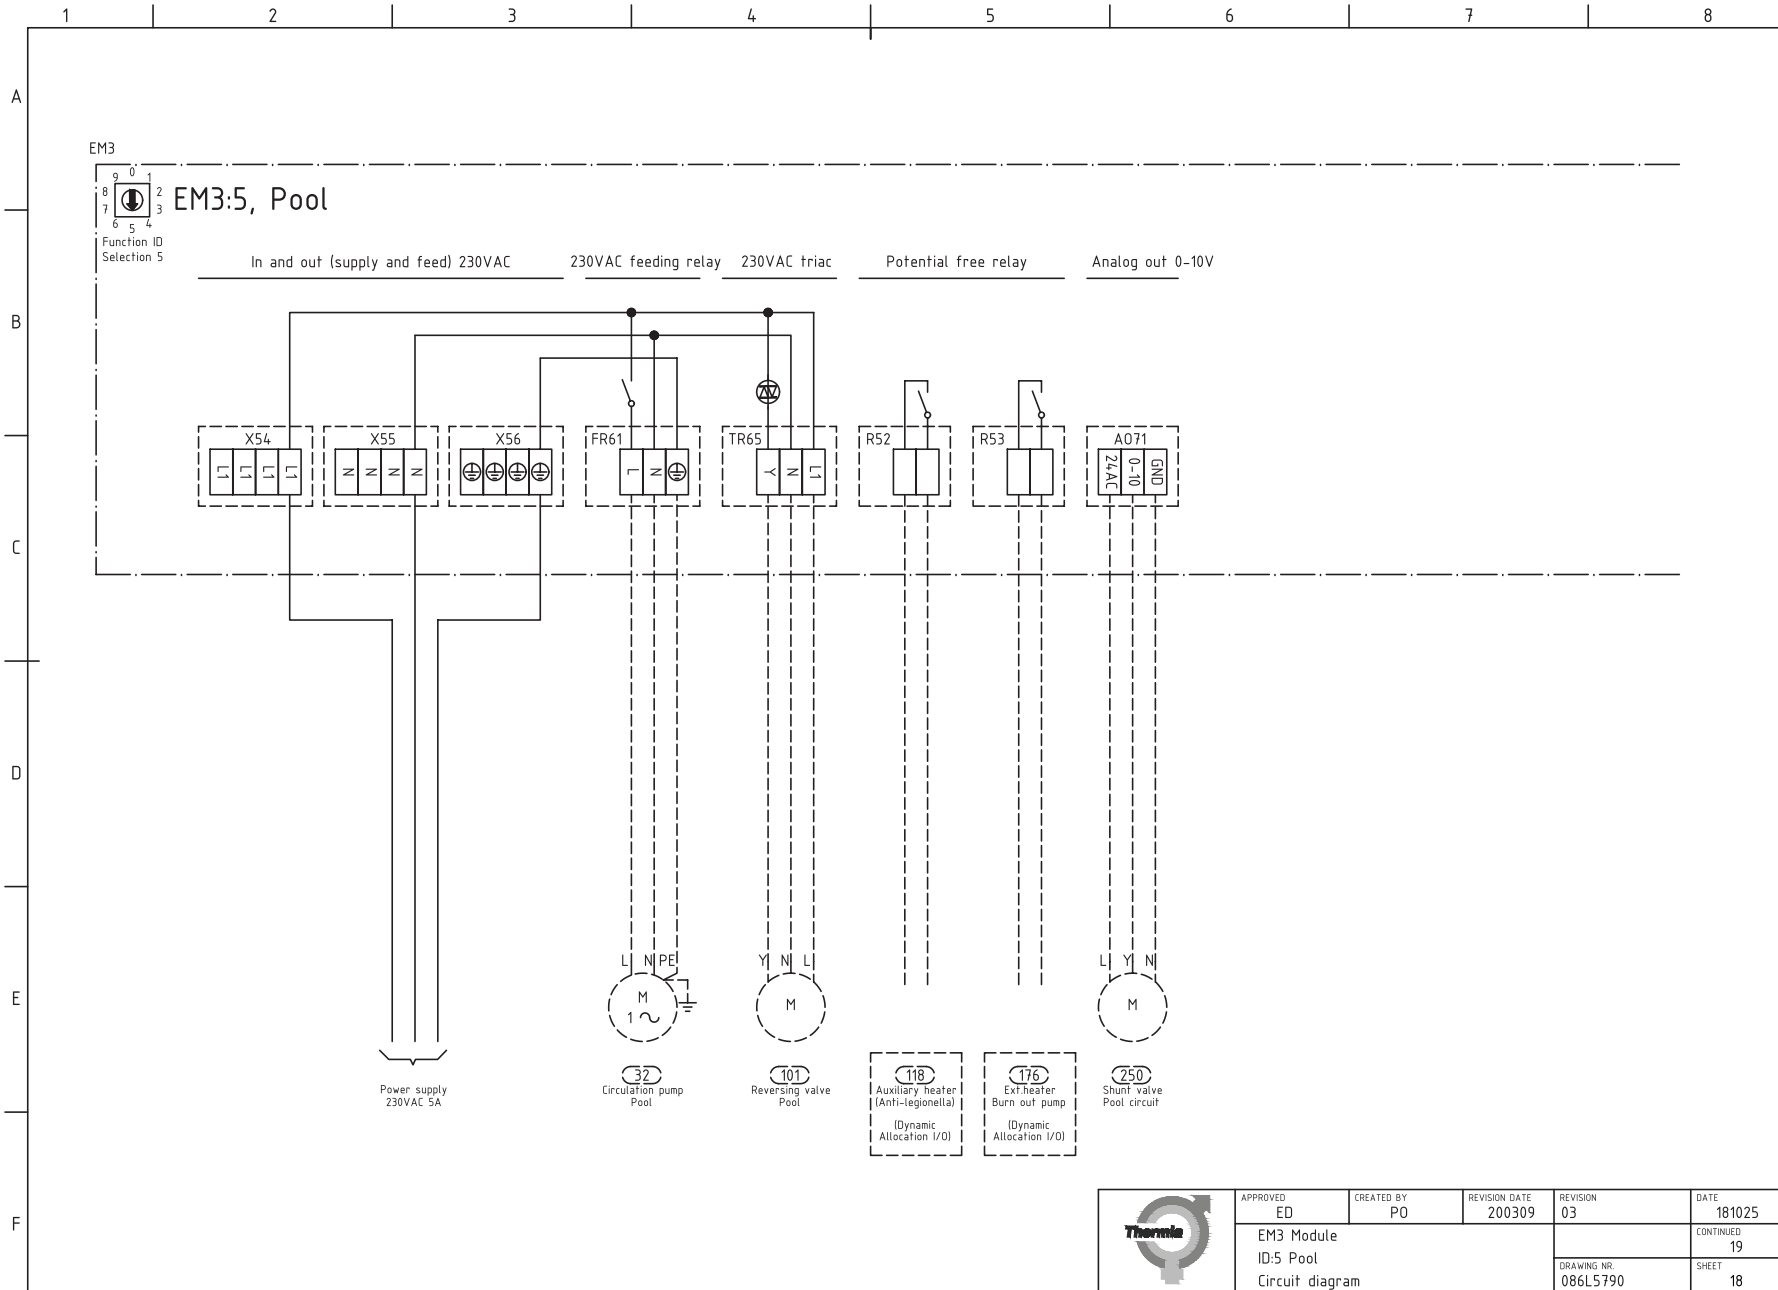 1 2 3 4 5 6 7 8
A
EM3
9 0 1
8 2
7 3
6 5 4
EM3:5, Pool
Function ID
Selection 5
In and out (supply and feed) 230VAC
230VAC feeding relay
230VAC triac
Potential free relay
Analog out 0-10V
B
X54
X55
X56
FR61
TR65
R52
R53
AO71
L1 L1 L1 L1
N N N N
L N
Y N L1
24AC 0-10 GND
C
D
L N PE
Y N L
L Y N
E
M
1
M
M
Power supply
230VAC 5A
32
Circulation pump
Pool
101
Reversing valve
Pool
118
Auxiliary heater
(Anti-legionella)
(Dynamic
Allocation I/O)
176
Ext.heater
Burn out pump
(Dynamic
Allocation I/O)
250
Shunt valve
Pool circuit
F
Thermia
APPROVED
ED
CREATED BY
PO
REVISION DATE
200309
REVISION
03
DATE
181025
EM3 Module
ID:5 Pool
Circuit diagram
CONTINUED
19
DRAWING NR.
086L5790
SHEET
18